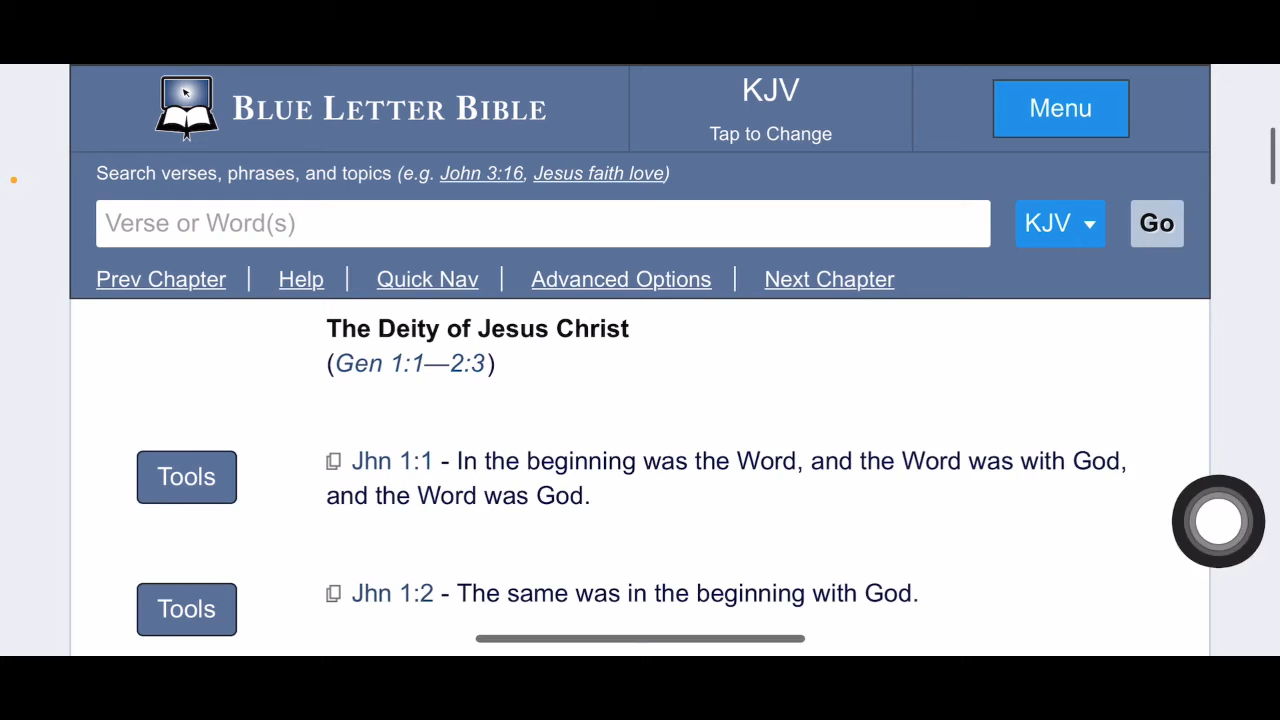 BLUE LETTER BIBLE
KJV
Tap to Change
Menu
Search verses, phrases, and topics (e.g. John 3:16, Jesus faith love)
Verse or Word(s)
KJV
Go
Prev Chapter | Help | Quick Nav | Advanced Options | Next Chapter
The Deity of Jesus Christ
(Gen 1:1—2:3)
Tools
Jhn 1:1 - In the beginning was the Word, and the Word was with God,
and the Word was God.
Tools
Jhn 1:2 - The same was in the beginning with God.